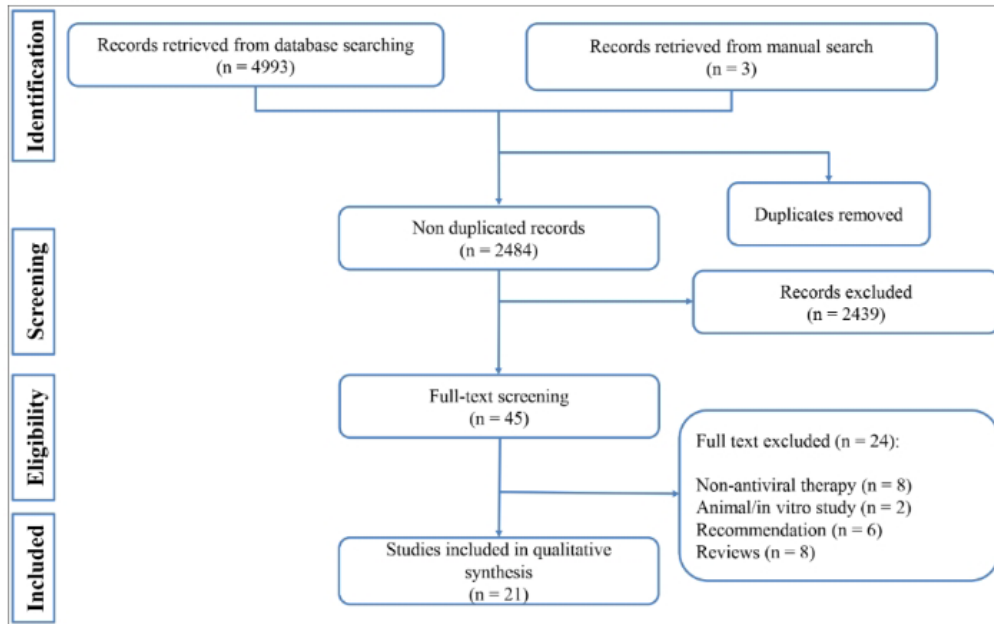 Identification
Records retrieved from database searching
(n = 4993)
Records retrieved from manual search
(n = 3)
Duplicates removed
Screening
Non duplicated records
(n = 2484)
Records excluded
(n = 2439)
Eligibility
Full-text screening
(n = 45)
Full text excluded (n = 24):
Non-antiviral therapy (n = 8)
Animal/in vitro study (n = 2)
Recommendation (n = 6)
Reviews (n = 8)
Included
Studies included in qualitative
synthesis
(n = 21)